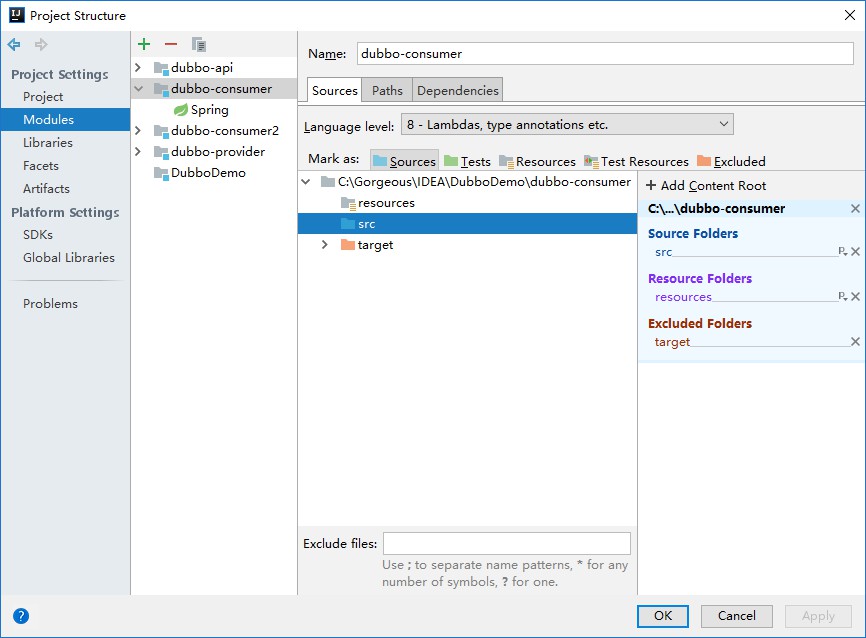 Project Structure
Project Settings
Project
Modules
Libraries
Facets
Artifacts
Platform Settings
SDKs
Global Libraries
Problems
dubbo-api
dubbo-consumer
Spring
dubbo-consumer2
dubbo-provider
DubboDemo
Name: dubbo-consumer
Sources Paths Dependencies
Language level: 8 - Lambdas, type annotations etc.
Mark as: Sources Tests Resources Test Resources Excluded
C:\Gorgeous\IDEA\DubboDemo\dubbo-consumer
resources
src
target
+ Add Content Root
C:\...\dubbo-consumer
Source Folders
src
Resource Folders
resources
Excluded Folders
target
Exclude files:
Use ; to separate name patterns, * for any
number of symbols, ? for one.
? OK Cancel Apply